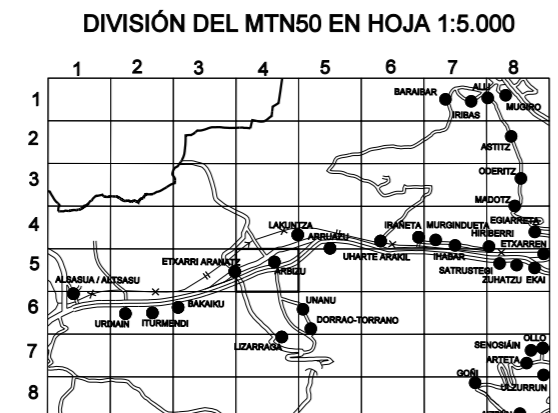 DIVISIÓN DEL MTN50 EN HOJA 1:5.000
1 2 3 4 5 6 7 8
1
BARAIBAR
ALLI
IRIBAS
MUGIRO
2
ASTITZ
3
ODERITZ
MADOTZ
4
LAKUNTZA
ARRUAZU
IRAÑETA
MURGINDUETA
EGIARRETA
HIRIBERRI
ETXARREN
5
ETXARRI ARANATZ
ARBIZU
UHARTE ARAKIL
IHABAR
SATRUSTEGI
ZUHATZU
EKAI
ALSASUA / ALTSASU
6
URDIAIN
ITURMENDI
BAKAIKU
UNANU
DORRAO-TORRANO
7
LIZARRAGA
SENOSIÁIN
OLLO
ARTETA
GOÑI
ULZURRUN
8